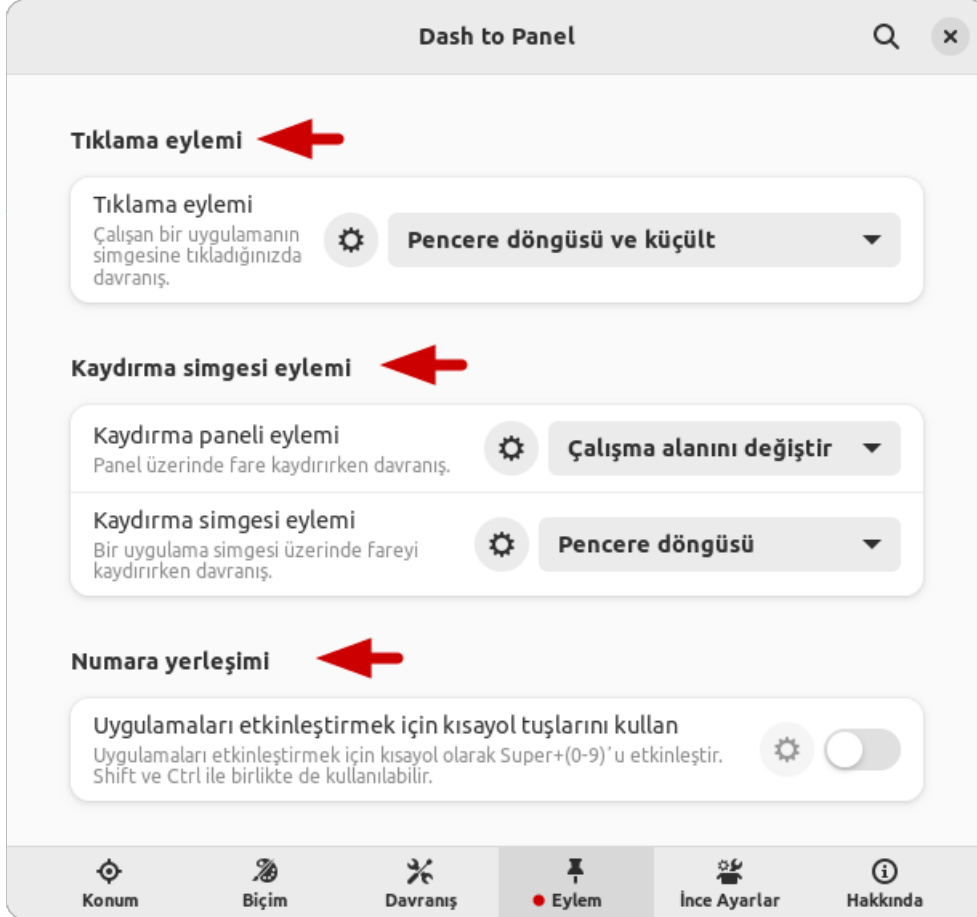 Dash to Panel
Tıklama eylemi
Tıklama eylemi
Çalışan bir uygulamanın
simgesine tıkladığınızda
davranış.
Pencere döngüsü ve küçült
Kaydırma simgesi eylemi
Kaydırma paneli eylemi
Panel üzerinde fare kaydırırken davranış.
Çalışma alanını değiştir
Kaydırma simgesi eylemi
Bir uygulama simgesi üzerinde fareyi
kaydırırken davranış.
Pencere döngüsü
Numara yerleşimi
Uygulamaları etkinleştirmek için kısayol tuşlarını kullan
Uygulamaları etkinleştirmek için kısayol olarak Super+(0-9)´u etkinleştir.
Shift ve Ctrl ile birlikte de kullanılabilir.
Konum
Biçim
Davranış
Eylem
İnce Ayarlar
Hakkında